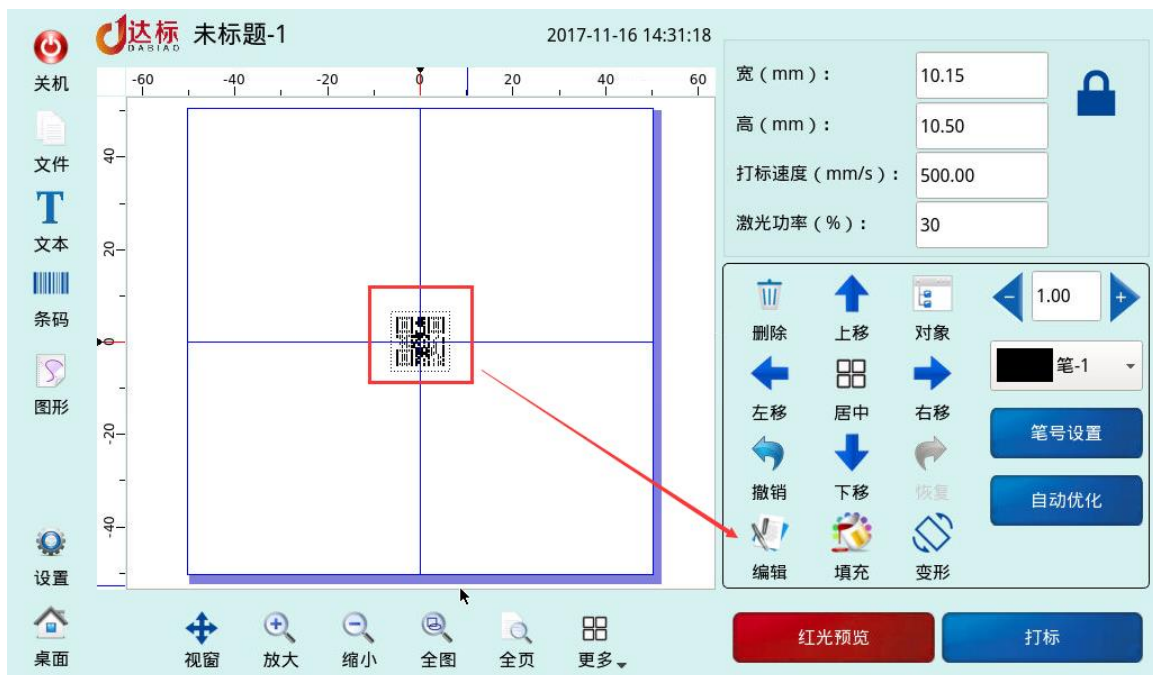 关机
达标
DABIAO
未标题-1
2017-11-16 14:31:18
文件
T
文本
条码
图形
设置
桌面
-60 -40 -20 0 20 40 60
40
20
0
-20
-40
宽（mm）： 10.15
高（mm）： 10.50
打标速度（mm/s）： 500.00
激光功率（%）： 30
删除 上移 对象
- 1.00 +
左移 居中 右移
笔-1
笔号设置
撤销 下移 恢复
自动优化
编辑 填充 变形
视窗 放大 缩小 全图 全页 更多
红光预览 打标